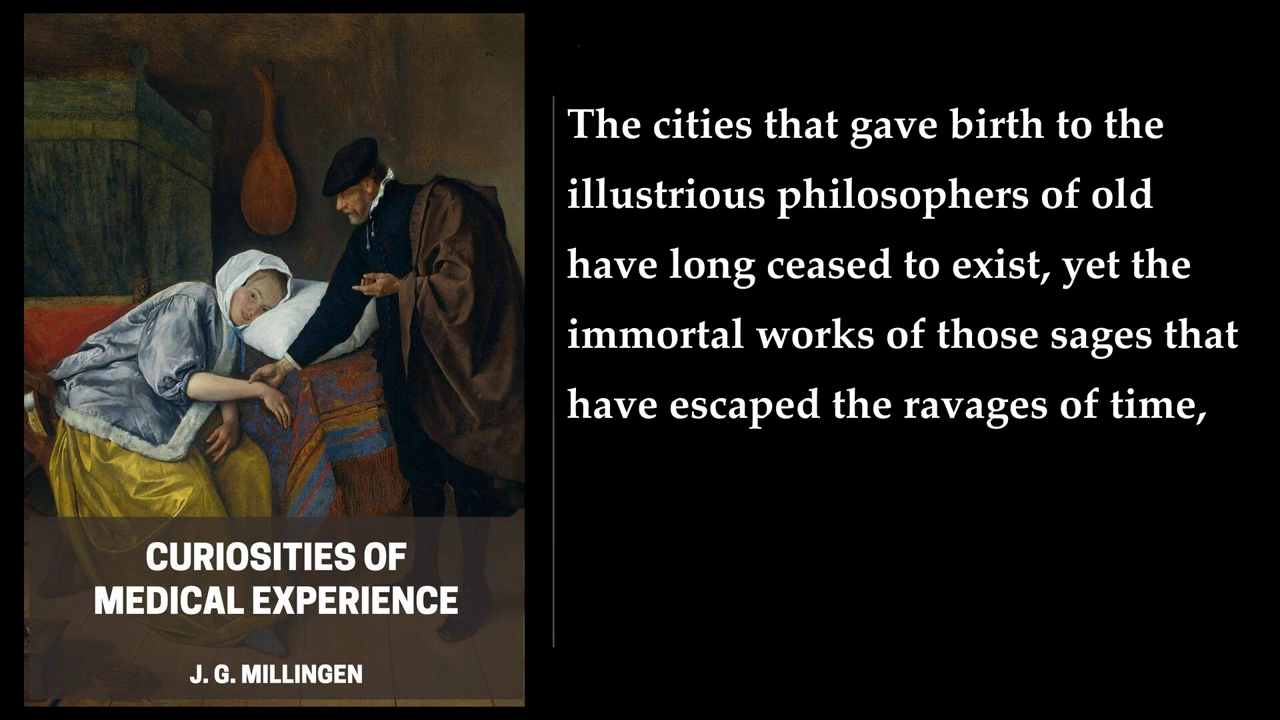 CURIOSITIES OF
MEDICAL EXPERIENCE
J. G. MILLINGEN
The cities that gave birth to the
illustrious philosophers of old
have long ceased to exist, yet the
immortal works of those sages that
have escaped the ravages of time,